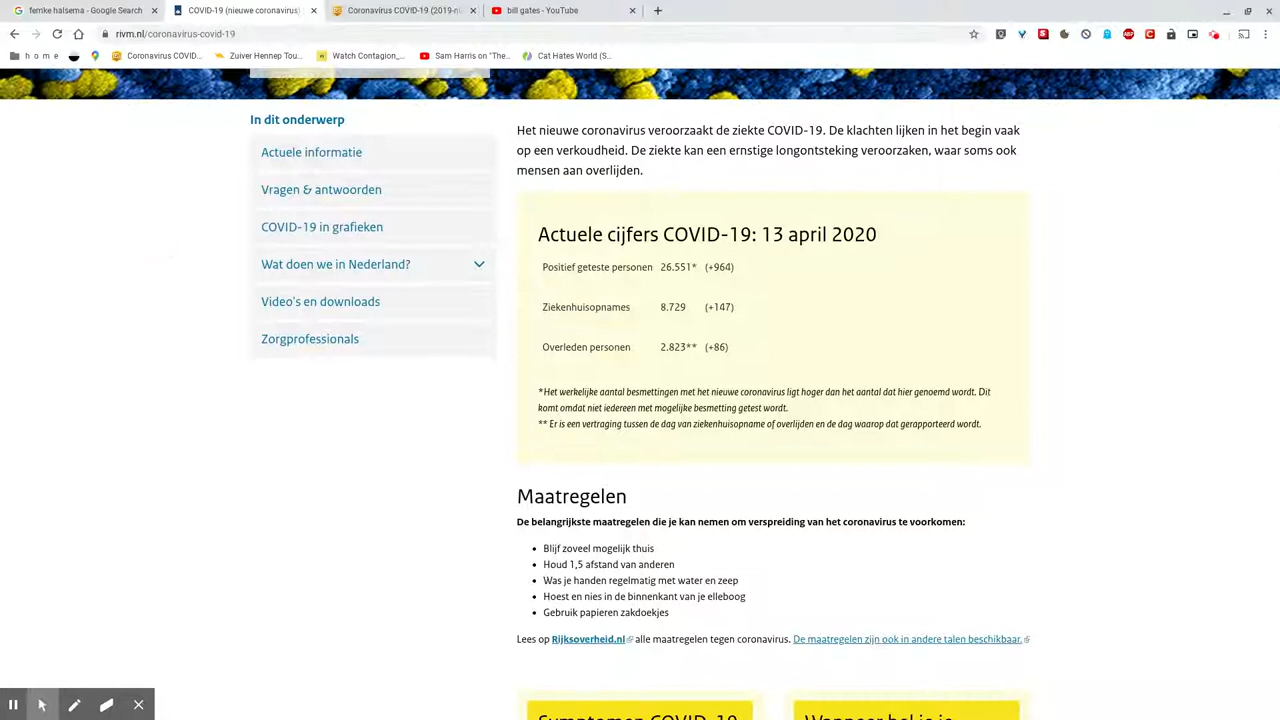 femke halsema - Google Search
COVID-19 (nieuwe coronavirus)
Coronavirus COVID-19 (2019-n
bill gates - YouTube
rivm.nl/coronavirus-covid-19
h o m e
Coronavirus COVID...
Zuiver Hennep Tou...
Watch Contagion_...
Sam Harris on "The...
Cat Hates World (S...
In dit onderwerp
Actuele informatie
Vragen & antwoorden
COVID-19 in grafieken
Wat doen we in Nederland?
Video's en downloads
Zorgprofessionals
Het nieuwe coronavirus veroorzaakt de ziekte COVID-19. De klachten lijken in het begin vaak
op een verkoudheid. De ziekte kan een ernstige longontsteking veroorzaken, waar soms ook
mensen aan overlijden.
Actuele cijfers COVID-19: 13 april 2020
Positief geteste personen 26.551* (+964)
Ziekenhuisopnames 8.729 (+147)
Overleden personen 2.823** (+86)
*Het werkelijke aantal besmettingen met het nieuwe coronavirus ligt hoger dan het aantal dat hier genoemd wordt. Dit
komt omdat niet iedereen met mogelijke besmetting getest wordt.
** Er is een vertraging tussen de dag van ziekenhuisopname of overlijden en de dag waarop dat gerapporteerd wordt.
Maatregelen
De belangrijkste maatregelen die je kan nemen om verspreiding van het coronavirus te voorkomen:
• Blijf zoveel mogelijk thuis
• Houd 1,5 afstand van anderen
• Was je handen regelmatig met water en zeep
• Hoest en nies in de binnenkant van je elleboog
• Gebruik papieren zakdoekjes
Lees op Rijksoverheid.nl alle maatregelen tegen coronavirus. De maatregelen zijn ook in andere talen beschikbaar.
Symptomen COVID-19
Wanneer bel je je